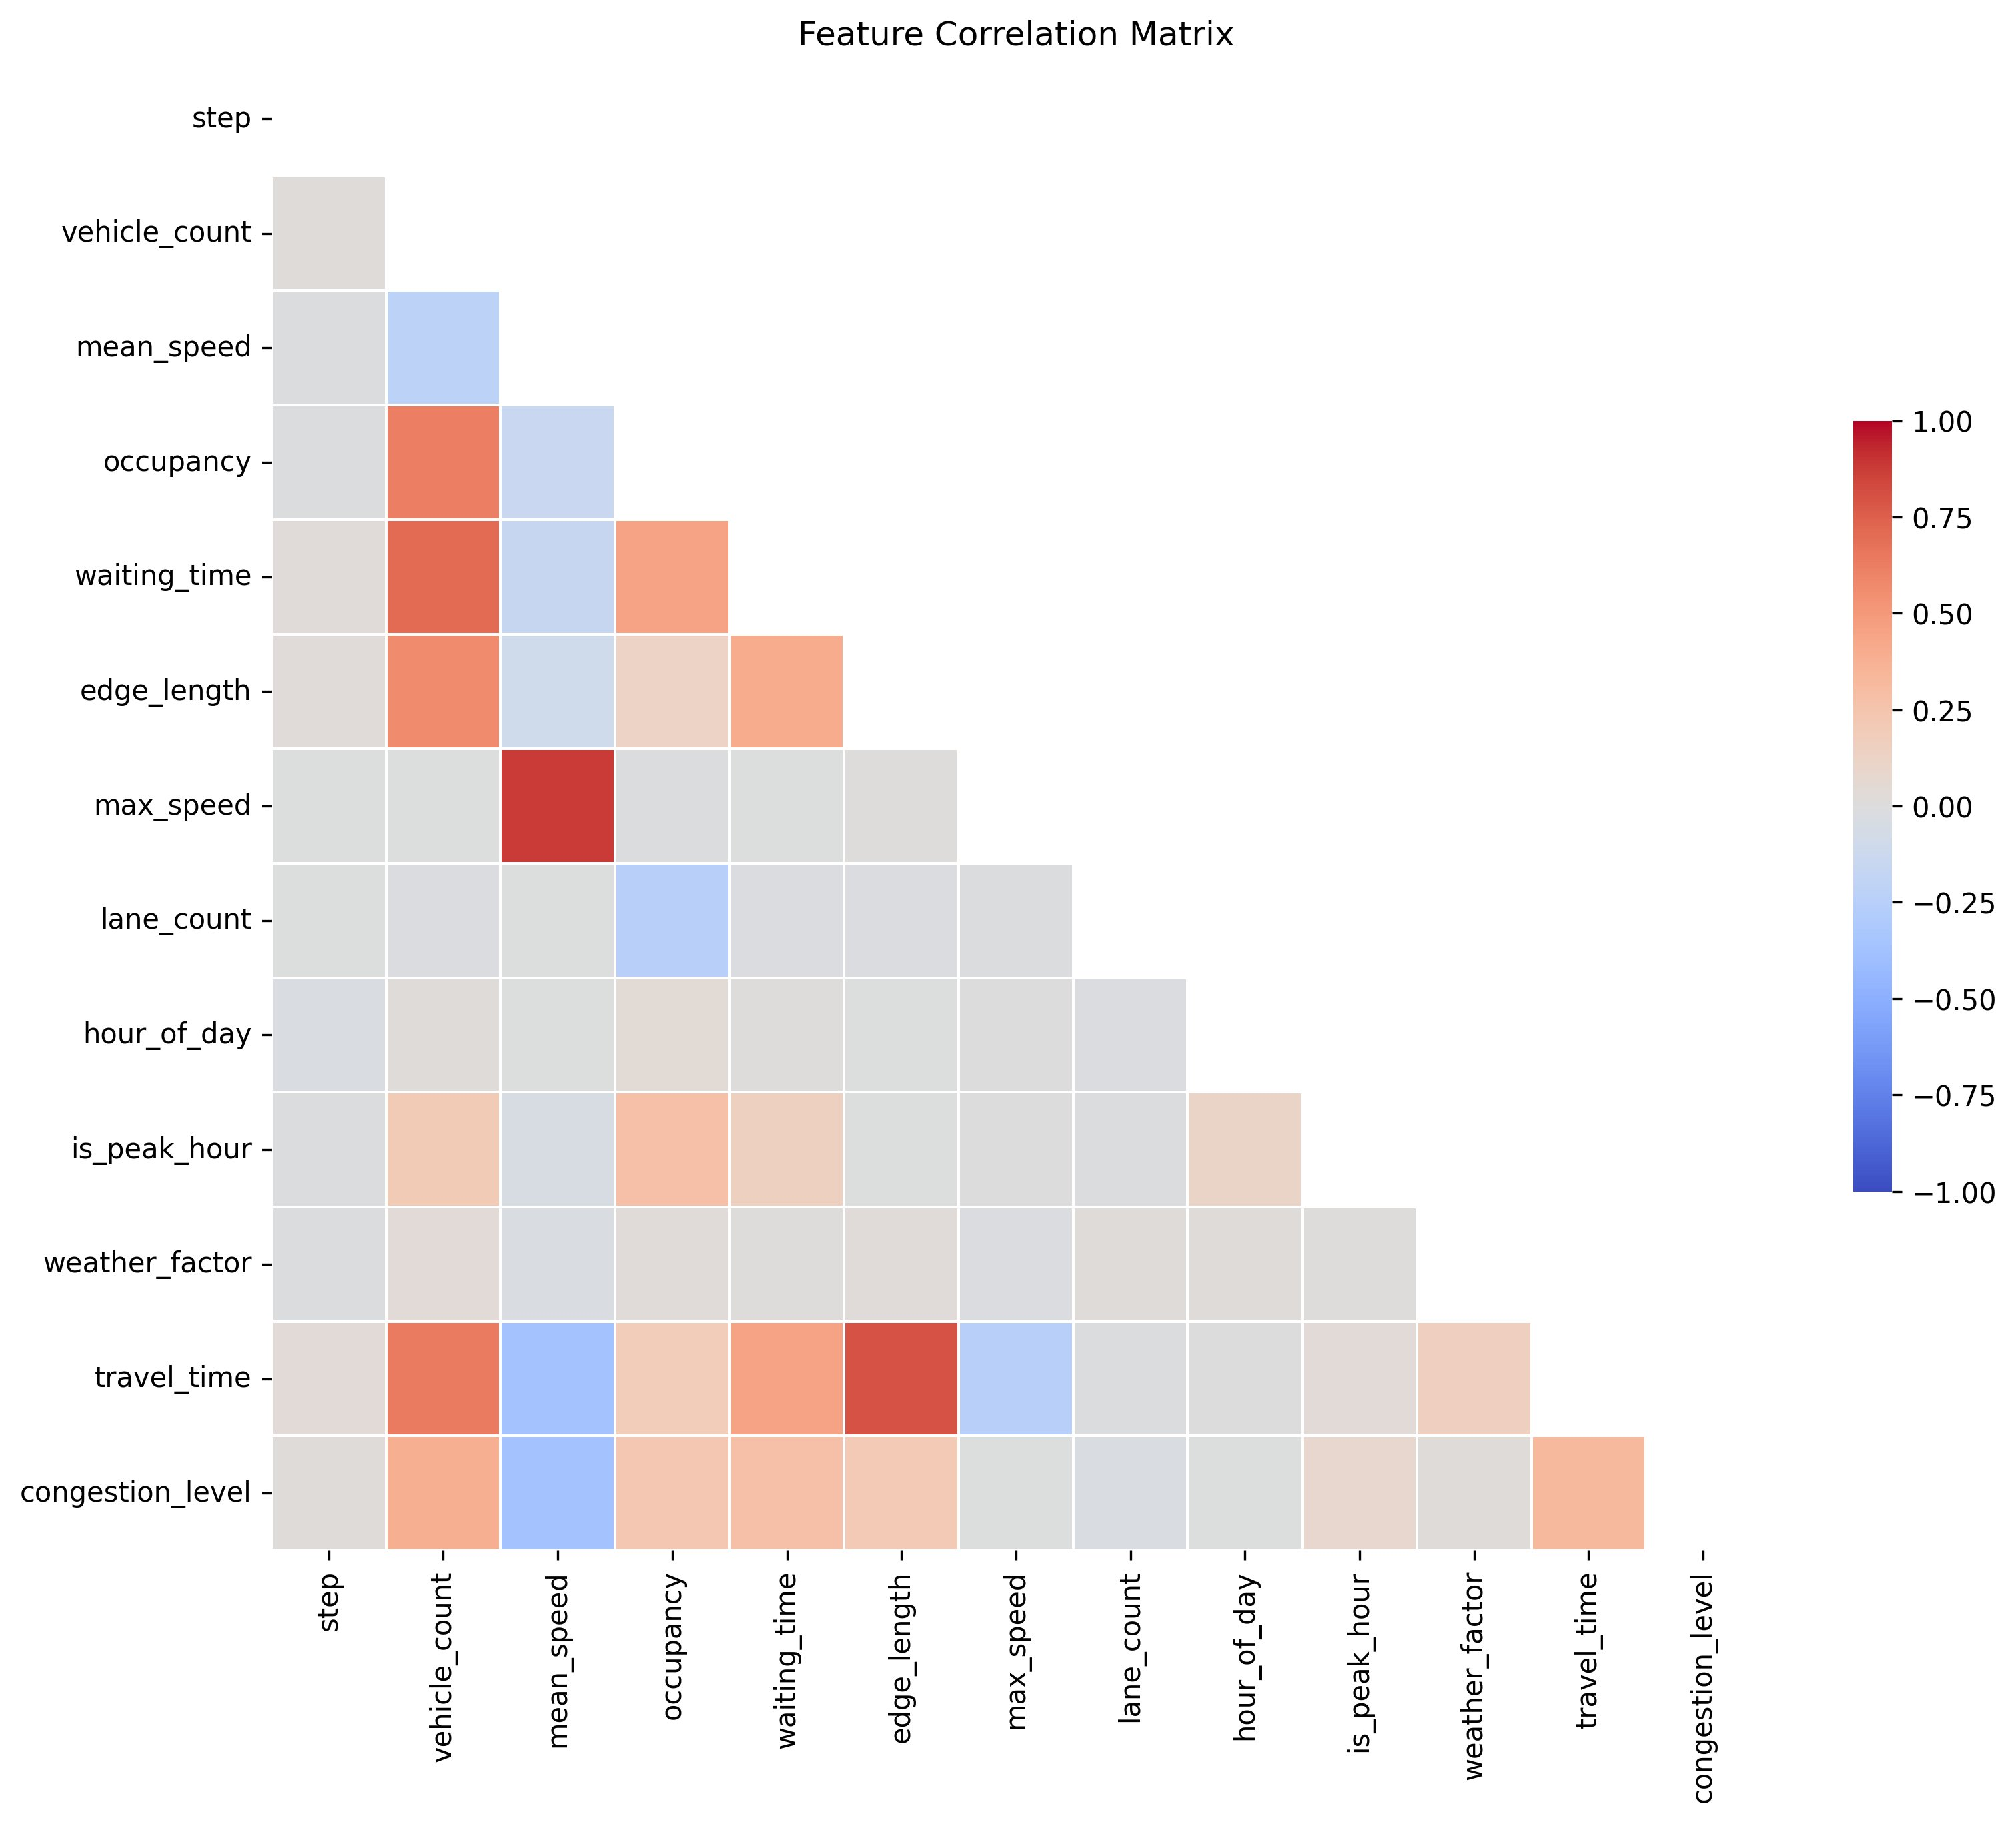 Feature Correlation Matrix
step
vehicle_count
mean_speed
occupancy
waiting_time
edge_length
max_speed
lane_count
hour_of_day
is_peak_hour
weather_factor
travel_time
congestion_level
step
vehicle_count
mean_speed
occupancy
waiting_time
edge_length
max_speed
lane_count
hour_of_day
is_peak_hour
weather_factor
travel_time
congestion_level
1.00
0.75
0.50
0.25
0.00
−0.25
−0.50
−0.75
−1.00